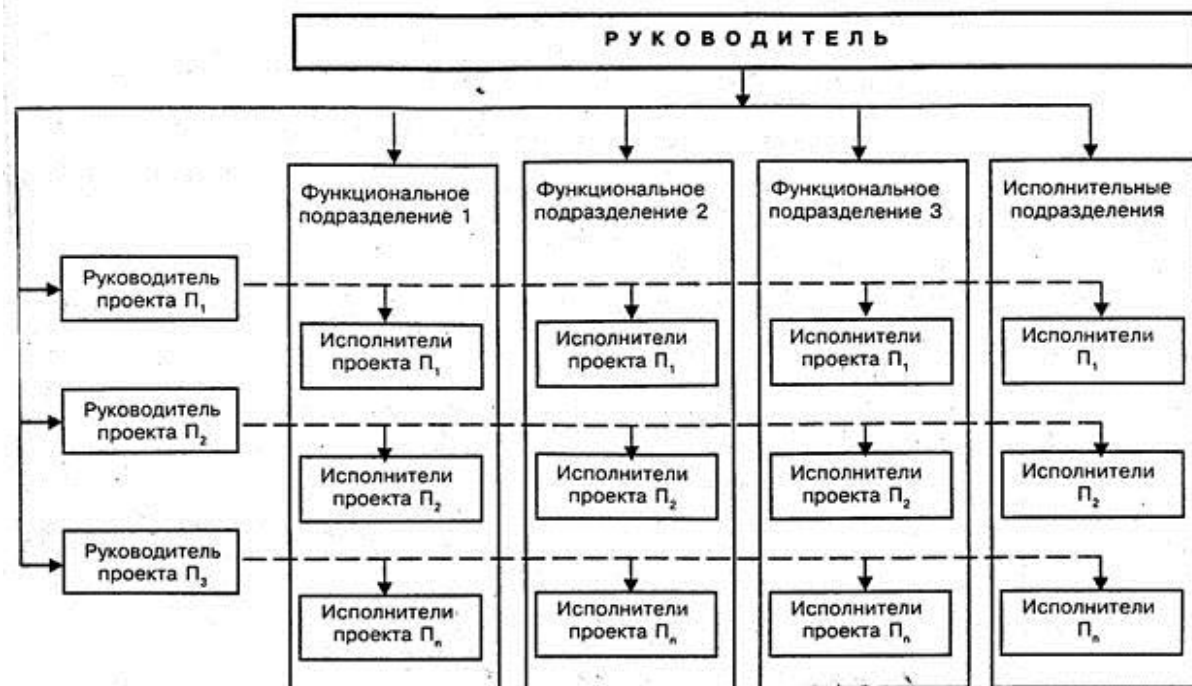 РУКОВОДИТЕЛЬ
Функциональное
подразделение 1
Функциональное
подразделение 2
Функциональное
подразделение 3
Исполнительные
подразделения
Руководитель
проекта П₁
Исполнители
проекта П₁
Исполнители
проекта П₁
Исполнители
проекта П₁
Исполнители
П₁
Руководитель
проекта П₂
Исполнители
проекта П₂
Исполнители
проекта П₂
Исполнители
проекта П₂
Исполнители
П₂
Руководитель
проекта П₃
Исполнители
проекта Пₙ
Исполнители
проекта Пₙ
Исполнители
проекта Пₙ
Исполнители
Пₙ